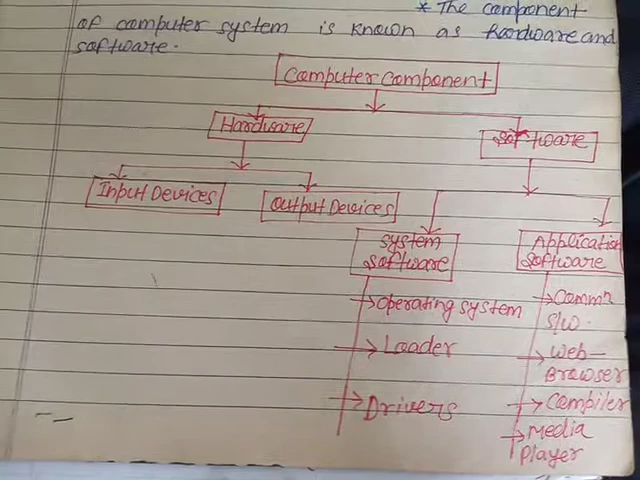 * The component
of computer system is known as hardware and
software.
Computer Component
Hardware
Software
Input Devices
Output Devices
System
Software
Application
Software
Operating System
Loader
Drivers
Commn
S/W.
Web-
Browser
Compiler
Media
Player